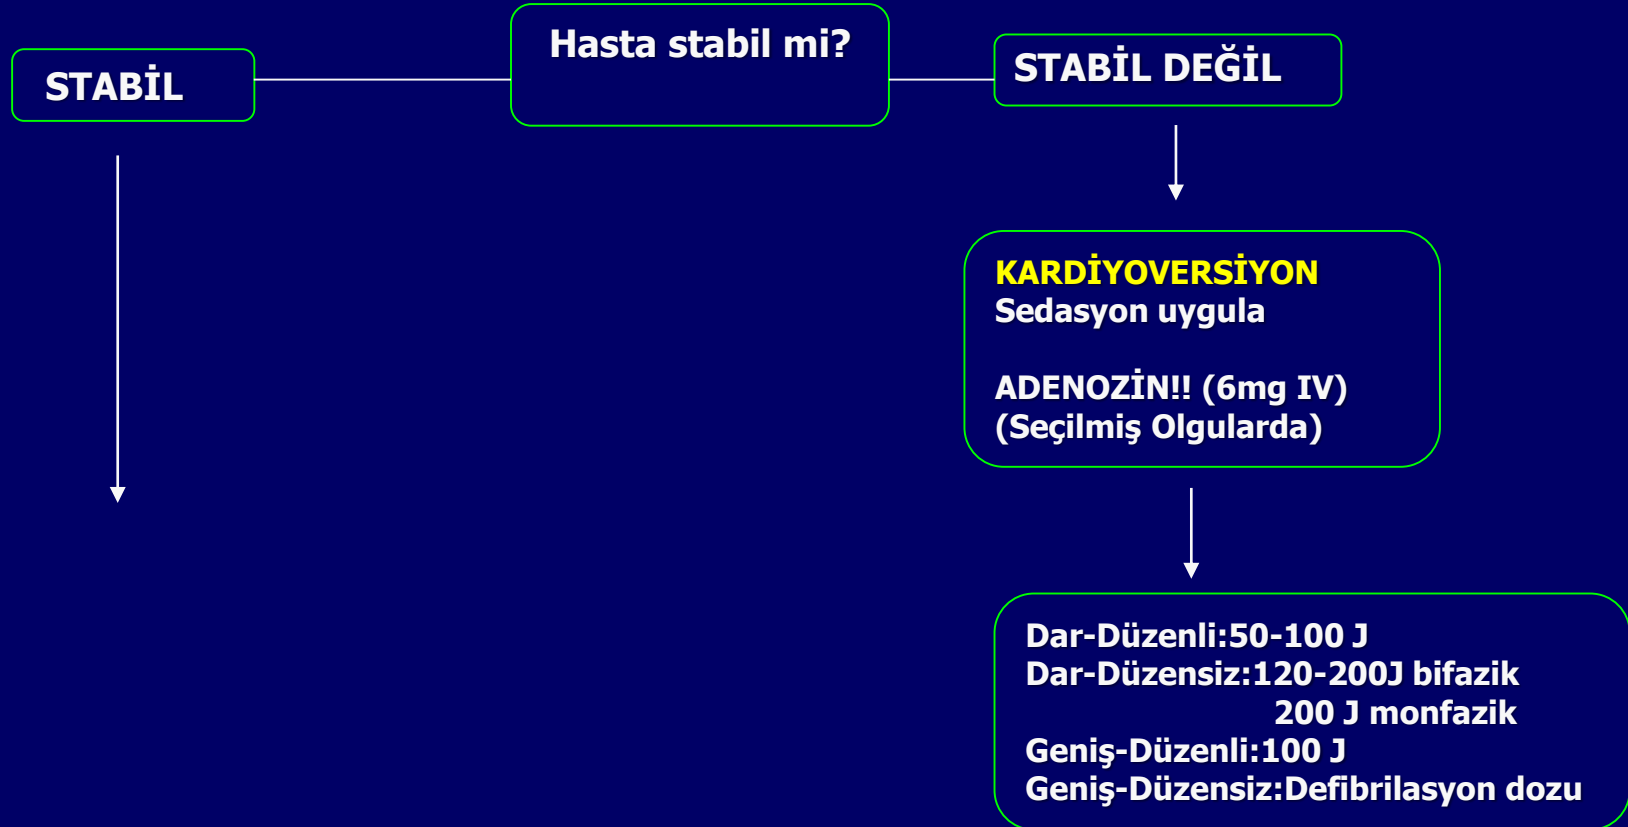 Hasta stabil mi?
STABİL
STABİL DEĞİL
KARDİYOVERSİYON
Sedasyon uygula
ADENOZİN!! (6mg IV)
(Seçilmiş Olgularda)
Dar-Düzenli:50-100 J
Dar-Düzensiz:120-200J bifazik
200 J monfazik
Geniş-Düzenli:100 J
Geniş-Düzensiz:Defibrilasyon dozu